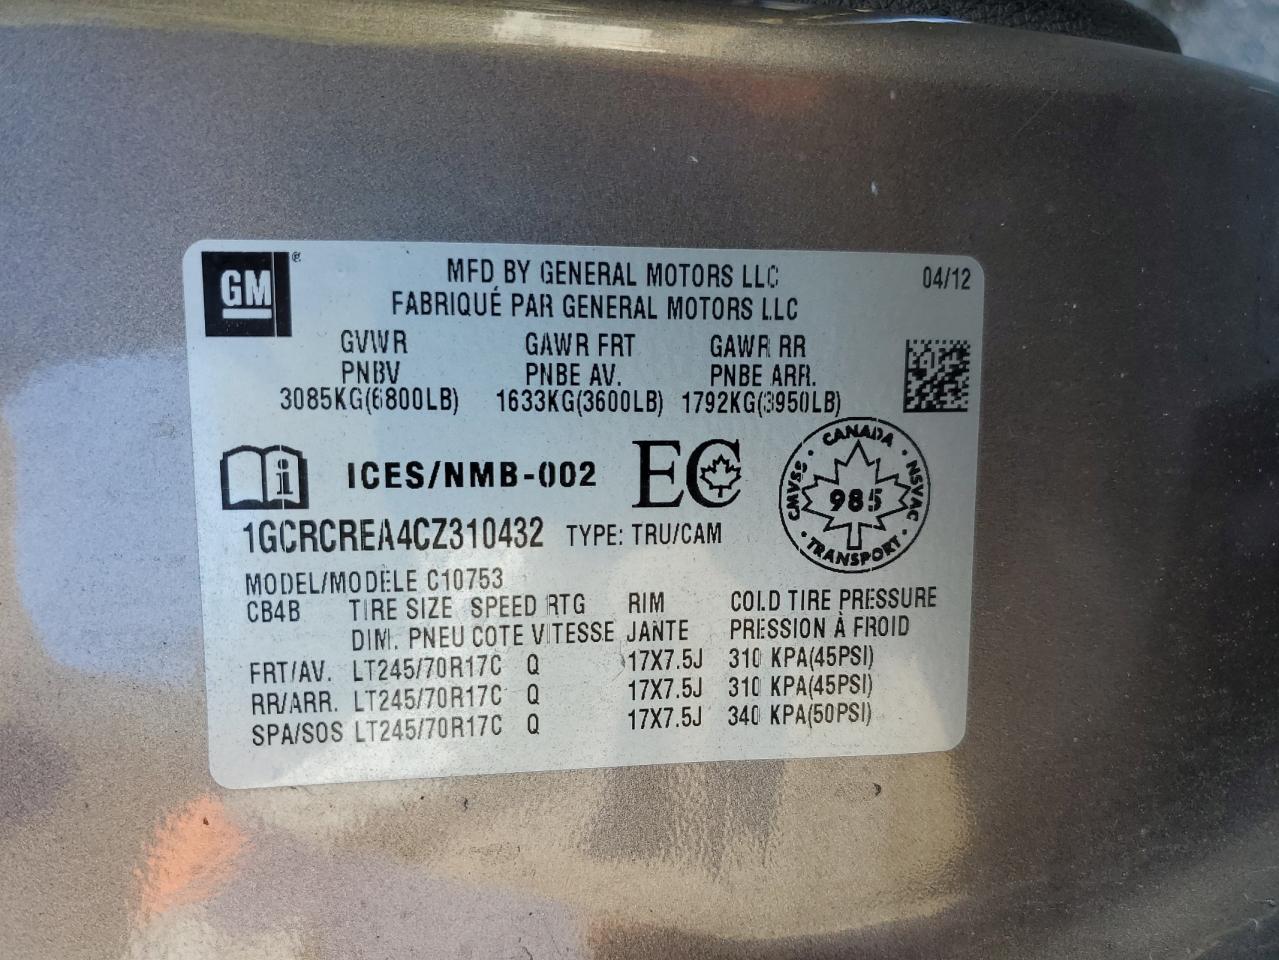 GM®
MFD BY GENERAL MOTORS LLC
04/12
FABRIQUÉ PAR GENERAL MOTORS LLC
GVWR GAWR FRT GAWR RR
PNBV PNBE AV. PNBE ARR.
3085KG(6800LB) 1633KG(3600LB) 1792KG(3950LB)
i ICES/NMB-002 EC
CANADA
CMVSS 985 NSVAC
TRANSPORT
1GCRCREA4CZ310432 TYPE: TRU/CAM
MODEL/MODÈLE C10753
CB4B TIRE SIZE SPEED RTG RIM COLD TIRE PRESSURE
DIM. PNEU COTE VITESSE JANTE PRESSION À FROID
FRT/AV. LT245/70R17C Q 17X7.5J 310 KPA(45PSI)
RR/ARR. LT245/70R17C Q 17X7.5J 310 KPA(45PSI)
SPA/SOS LT245/70R17C Q 17X7.5J 340 KPA(50PSI)